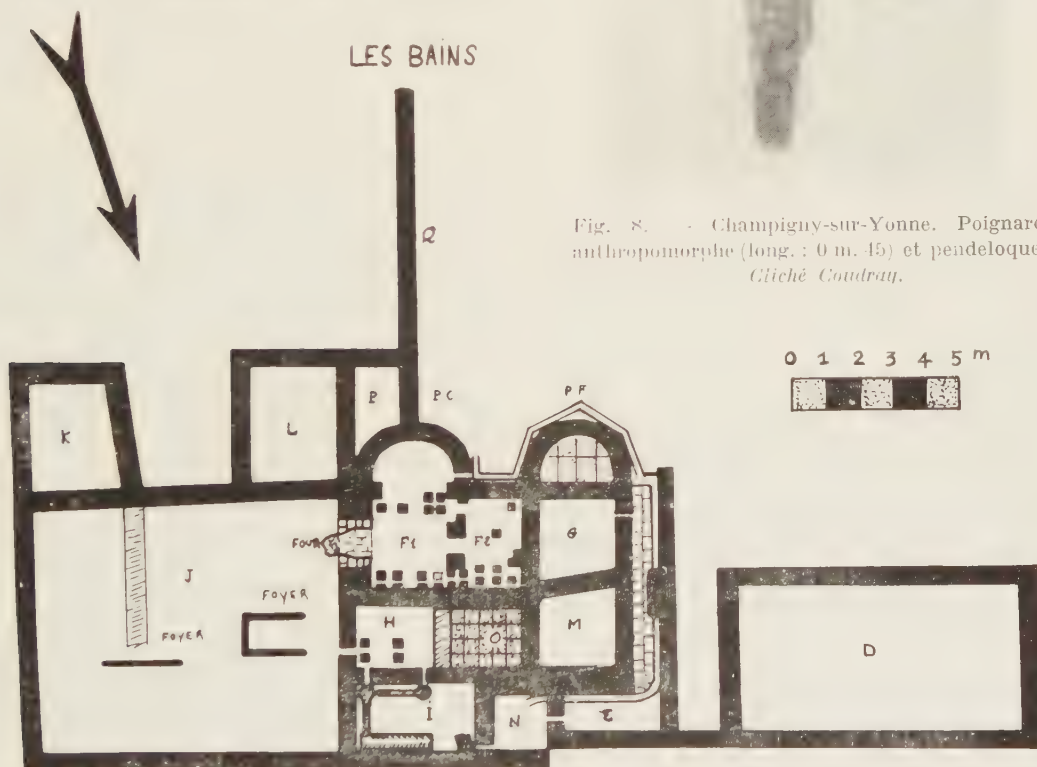 LES BAINS
Fig. 8. - Champigny-sur-Yonne. Poignard
anthropomorphe (long. : 0 m. 45) et pendeloque
Cliché Coudray.
0 1 2 3 4 5 m
Q
K
L
P
PC
PF
FOUR
F1
F2
G
J
FOYER
FOYER
H
O
M
D
I
N